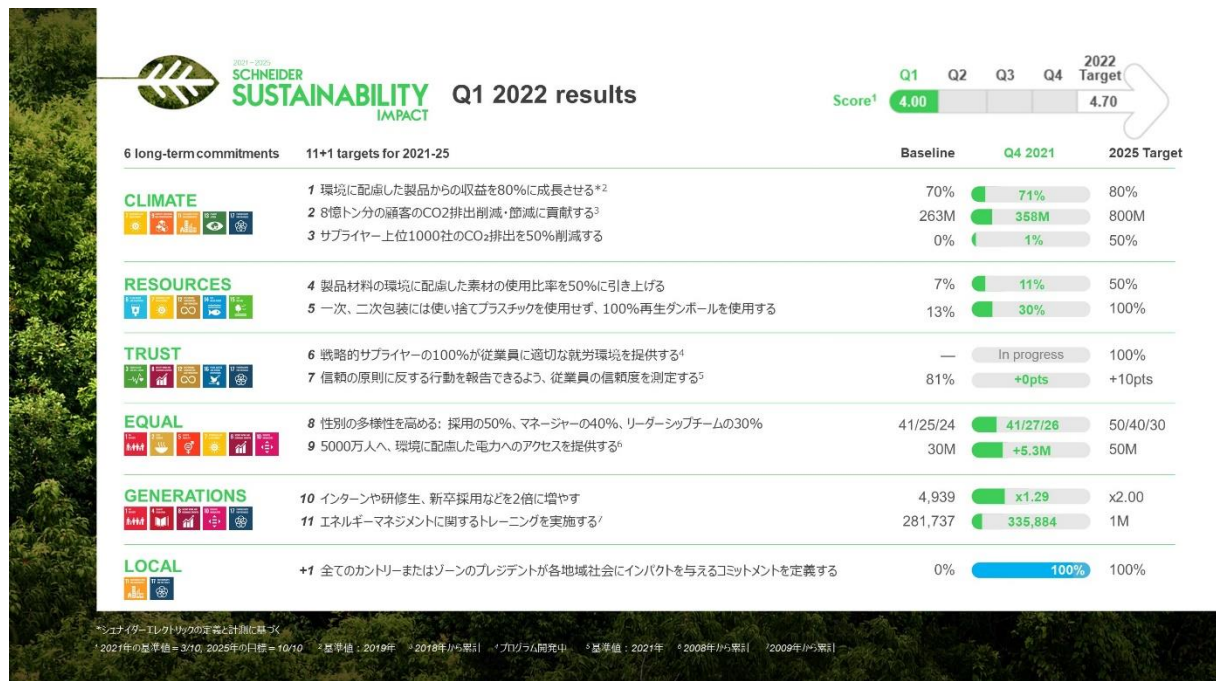 2021-2025
SCHNEIDER
SUSTAINABILITY
IMPACT
Q1 2022 results
Q1 Q2 Q3 Q4 2022 Target
Score¹ 4.00 4.70
6 long-term commitments 11+1 targets for 2021-25 Baseline Q4 2021 2025 Target
CLIMATE
1 環境に配慮した製品からの収益を80%に成長させる*² 70% 71% 80%
2 8億トン分の顧客のCO2排出削減・節減に貢献する³ 263M 358M 800M
3 サプライヤー上位1000社のCO₂排出を50%削減する 0% 1% 50%
RESOURCES
4 製品材料の環境に配慮した素材の使用比率を50%に引き上げる 7% 11% 50%
5 一次、二次包装には使い捨てプラスチックを使用せず、100%再生ダンボールを使用する 13% 30% 100%
TRUST
6 戦略的サプライヤーの100%が従業員に適切な就労環境を提供する⁴ — In progress 100%
7 信頼の原則に反する行動を報告できるよう、従業員の信頼度を測定する⁵ 81% +0pts +10pts
EQUAL
8 性別の多様性を高める: 採用の50%、マネージャーの40%、リーダーシップチームの30% 41/25/24 41/27/26 50/40/30
9 5000万人へ、環境に配慮した電力へのアクセスを提供する⁶ 30M +5.3M 50M
GENERATIONS
10 インターンや研修生、新卒採用などを2倍に増やす 4,939 x1.29 x2.00
11 エネルギーマネジメントに関するトレーニングを実施する⁷ 281,737 335,884 1M
LOCAL
+1 全てのカントリーまたはゾーンのプレジデントが各地域社会にインパクトを与えるコミットメントを定義する 0% 100% 100%
*シュナイダーエレクトリックの定義と計測に基づく
¹ 2021年の基準値=3/10, 2025年の目標=10/10 ²基準値:2019年 ³2018年から累計 ⁴プログラム開発中 ⁵基準値:2021年 ⁶2008年から累計 ⁷2009年から累計